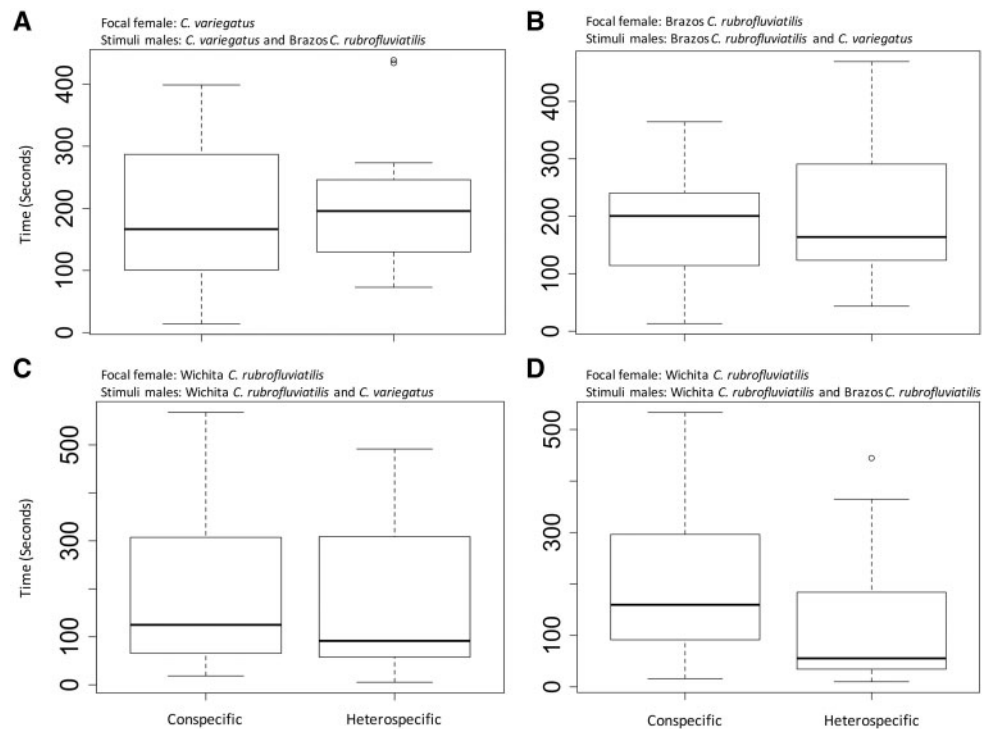 A
Focal female: C. variegatus
Stimuli males: C. variegatus and Brazos C. rubrofluviatilis
Time (Seconds)
400
300
200
100
0
B
Focal female: Brazos C. rubrofluviatilis
Stimuli males: Brazos C. rubrofluviatilis and C. variegatus
400
300
200
100
0
C
Focal female: Wichita C. rubrofluviatilis
Stimuli males: Wichita C. rubrofluviatilis and C. variegatus
Time (Seconds)
500
300
100
0
Conspecific
Heterospecific
D
Focal female: Wichita C. rubrofluviatilis
Stimuli males: Wichita C. rubrofluviatilis and Brazos C. rubrofluviatilis
500
300
100
0
Conspecific
Heterospecific